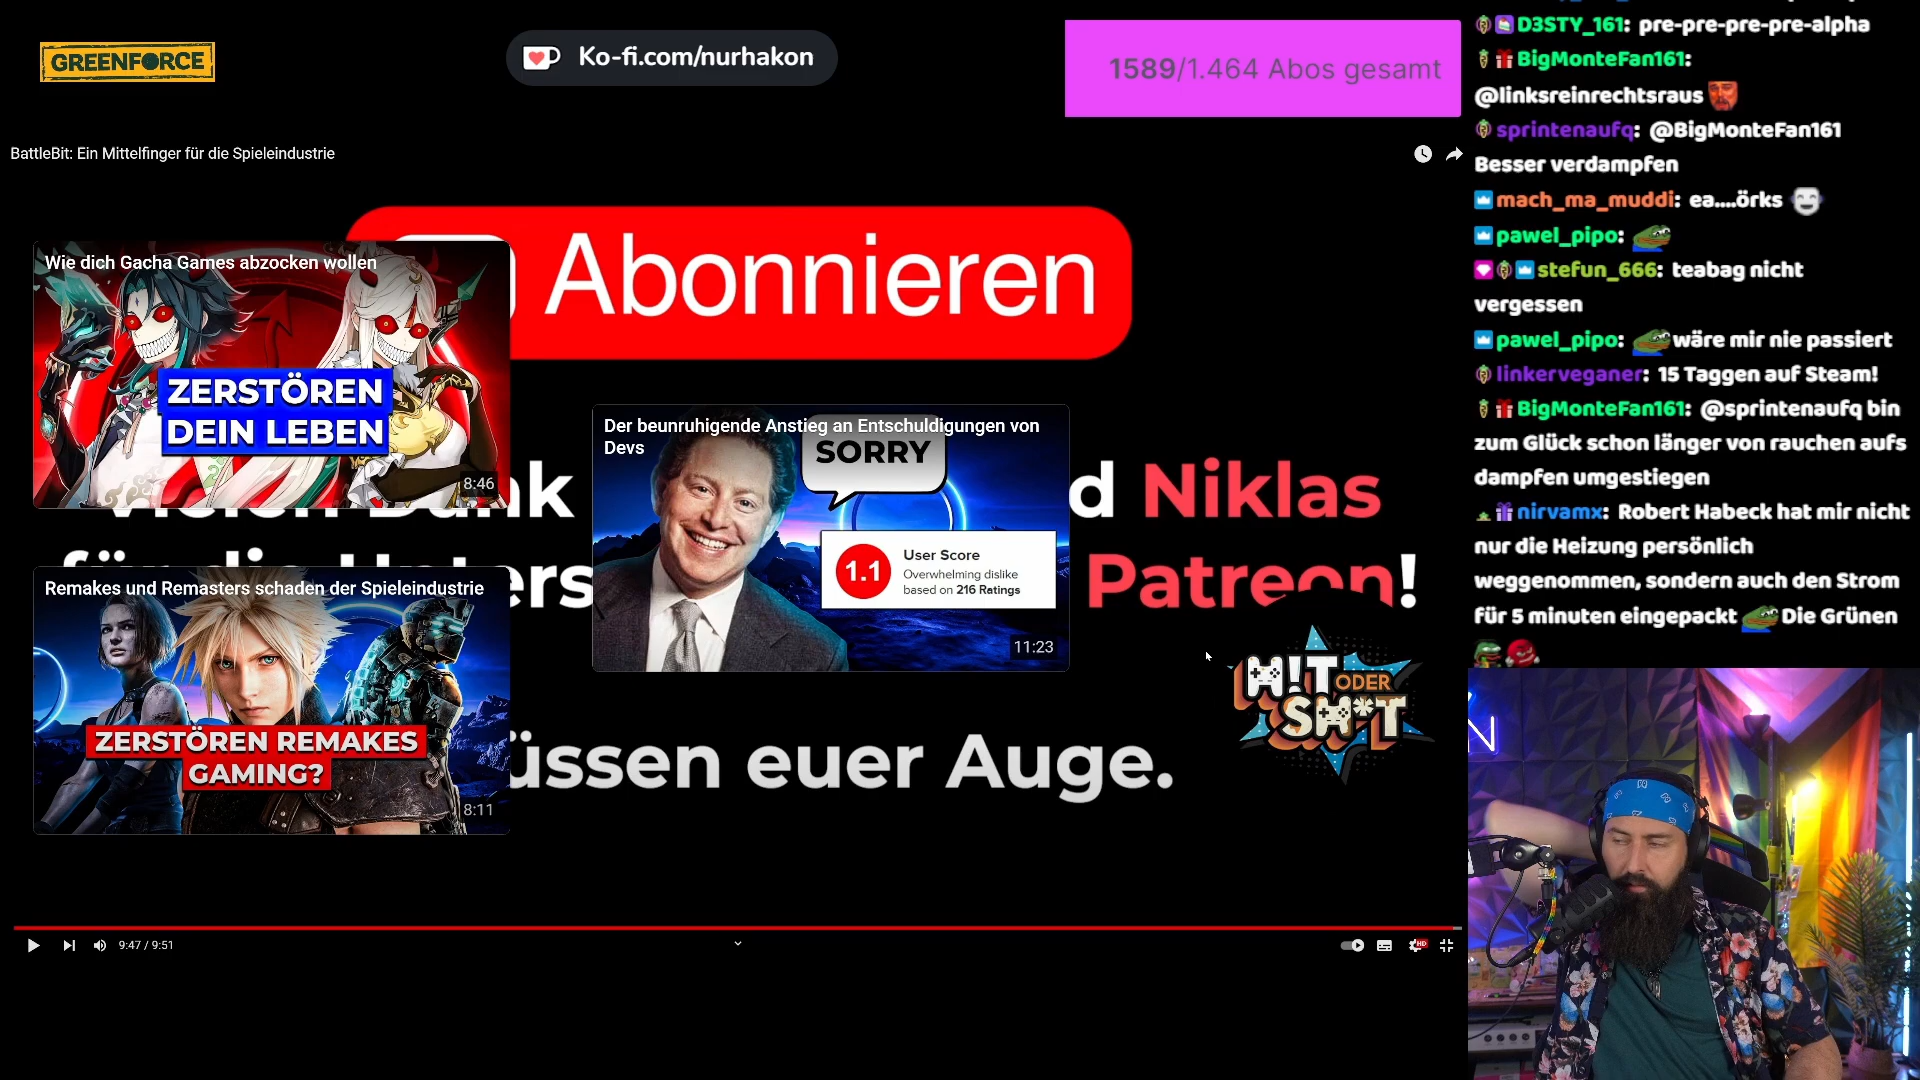 GREENFORCE
Ko-fi.com/nurhakon
1589/1.464 Abos gesamt
BattleBit: Ein Mittelfinger für die Spieleindustrie
Abonnieren
Wie dich Gacha Games abzocken wollen
ZERSTÖREN
DEIN LEBEN
8:46
Der beunruhigende Anstieg an Entschuldigungen von
Devs
SORRY
User Score
1.1
Overwhelming dislike
based on 216 Ratings
11:23
Niklas
Patreon!
Remakes und Remasters schaden der Spieleindustrie
ZERSTÖREN REMAKES
GAMING?
8:11
üssen euer Auge.
H!T ODER
SH*T
9:47 / 9:51
HD
D3STY_161: pre-pre-pre-pre-alpha
BigMonteFan161:
@linksreinrechtsraus
sprintenaufq: @BigMonteFan161
Besser verdampfen
mach_ma_muddi: ea....örks
pawel_pipo:
stefun_666: teabag nicht
vergessen
pawel_pipo: wäre mir nie passiert
linkerveganer: 15 Taggen auf Steam!
BigMonteFan161: @sprintenaufq bin
zum Glück schon länger von rauchen aufs
dampfen umgestiegen
nirvamx: Robert Habeck hat mir nicht
nur die Heizung persönlich
weggenommen, sondern auch den Strom
für 5 minuten eingepackt Die Grünen
N